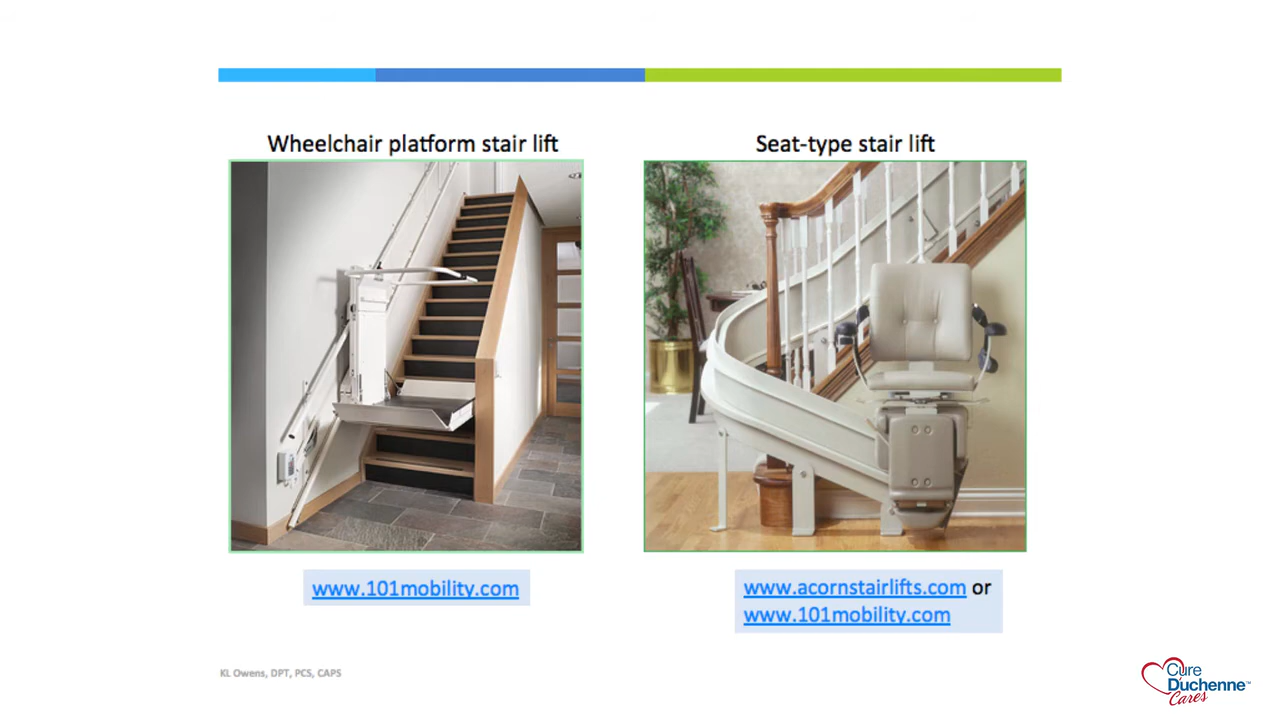 Wheelchair platform stair lift
Seat-type stair lift
www.101mobility.com
www.acornstairlifts.com or
www.101mobility.com
KL Owens, DPT, PCS, CAPS
Cure
Duchenne™
Cares